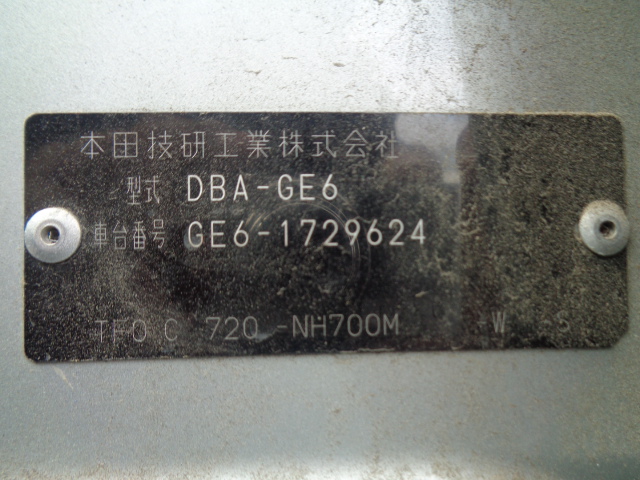 本田技研工業株式会社
型式 DBA-GE6
車台番号 GE6-1729624
TFO C 720 -NH700M -W -S